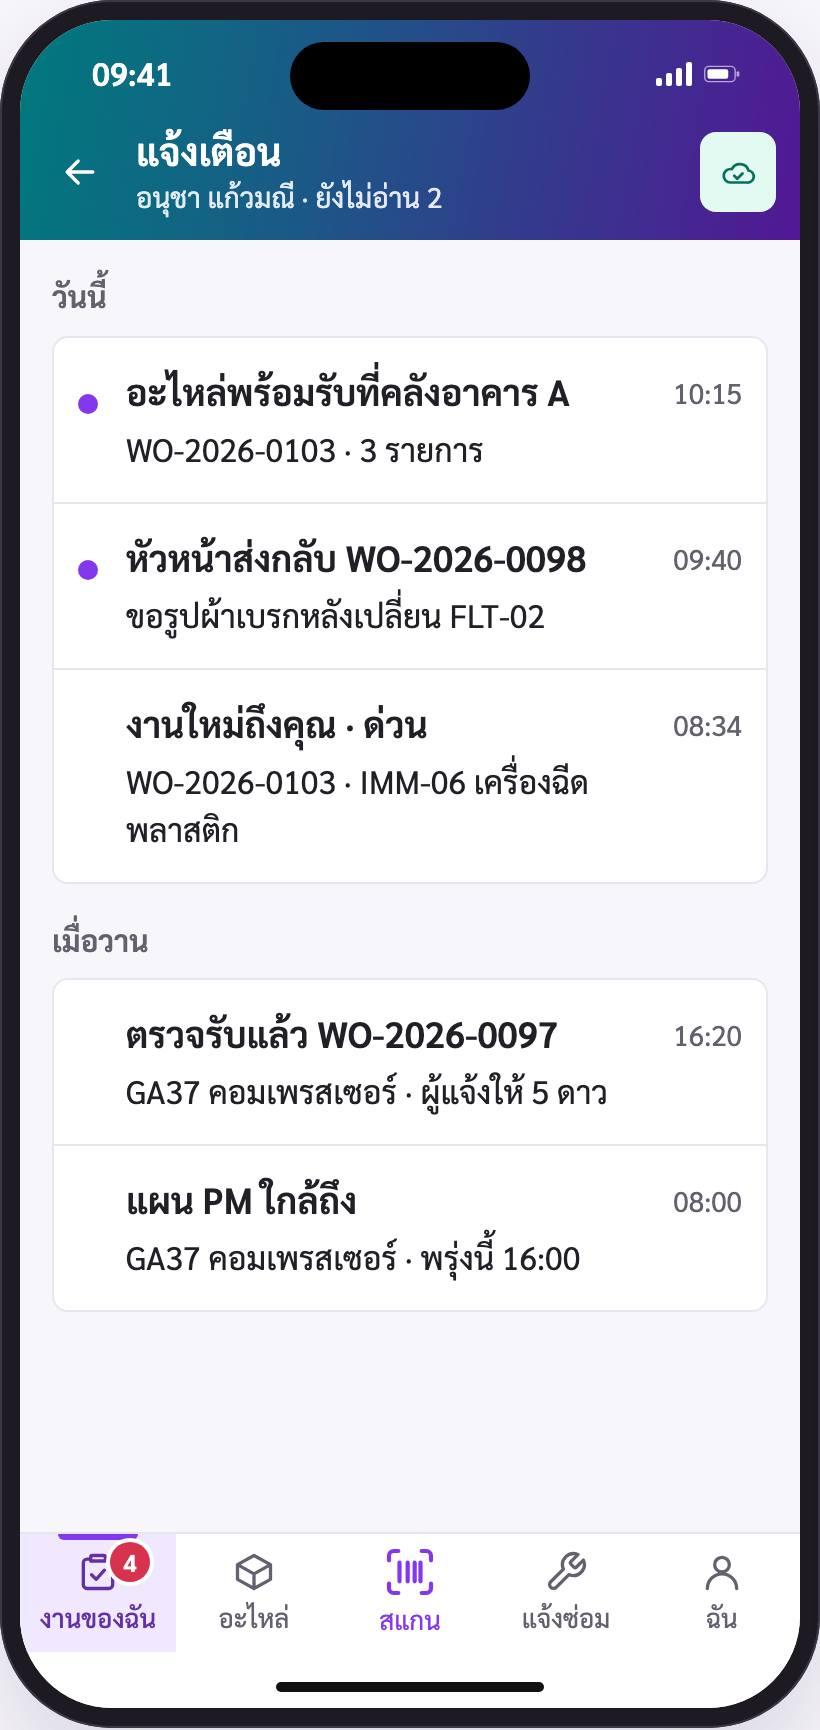 09:41
แจ้งเตือน
อนุชา แก้วมณี · ยังไม่อ่าน 2
วันนี้
อะไหล่พร้อมรับที่คลังอาคาร A
10:15
WO-2026-0103 · 3 รายการ
หัวหน้าส่งกลับ WO-2026-0098
09:40
ขอรูปผ้าเบรกหลังเปลี่ยน FLT-02
งานใหม่ถึงคุณ · ด่วน
08:34
WO-2026-0103 · IMM-06 เครื่องฉีด
พลาสติก
เมื่อวาน
ตรวจรับแล้ว WO-2026-0097
16:20
GA37 คอมเพรสเซอร์ · ผู้แจ้งให้ 5 ดาว
แผน PM ใกล้ถึง
08:00
GA37 คอมเพรสเซอร์ · พรุ่งนี้ 16:00
4
งานของฉัน
อะไหล่
สแกน
แจ้งซ่อม
ฉัน